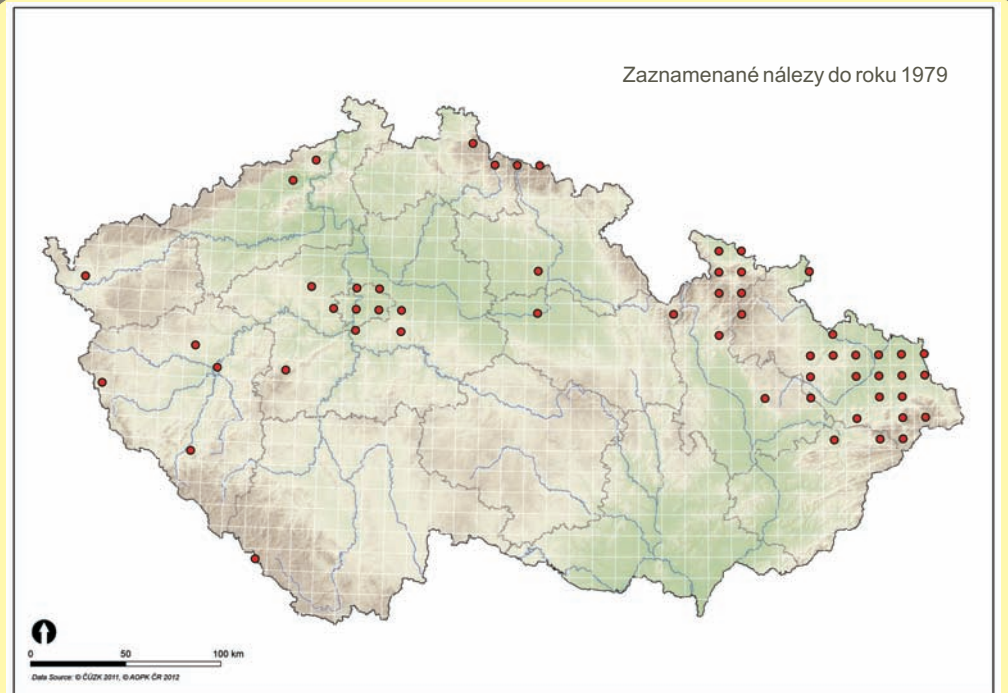 Zaznamenané nálezy do roku 1979
0 50 100 km
Data Source: © ČÚZK 2011, © AOPK ČR 2012